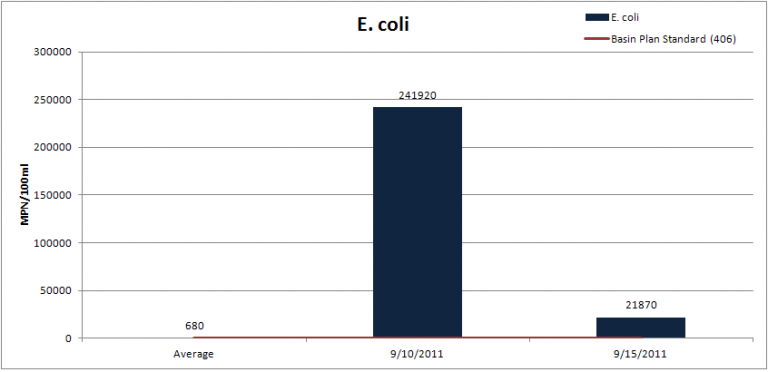 E. coli
E. coli
Basin Plan Standard (406)
300000
250000
200000
150000
100000
50000
0
MPN/100ml
680
241920
21870
Average
9/10/2011
9/15/2011